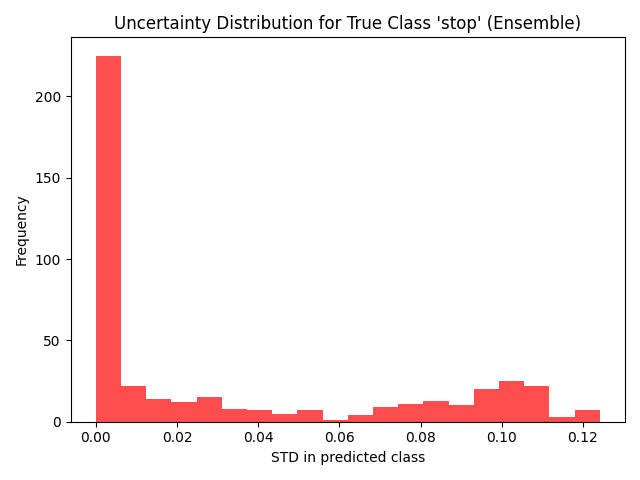 Uncertainty Distribution for True Class 'stop' (Ensemble)
Frequency
200
150
100
50
0
0.00 0.02 0.04 0.06 0.08 0.10 0.12
STD in predicted class